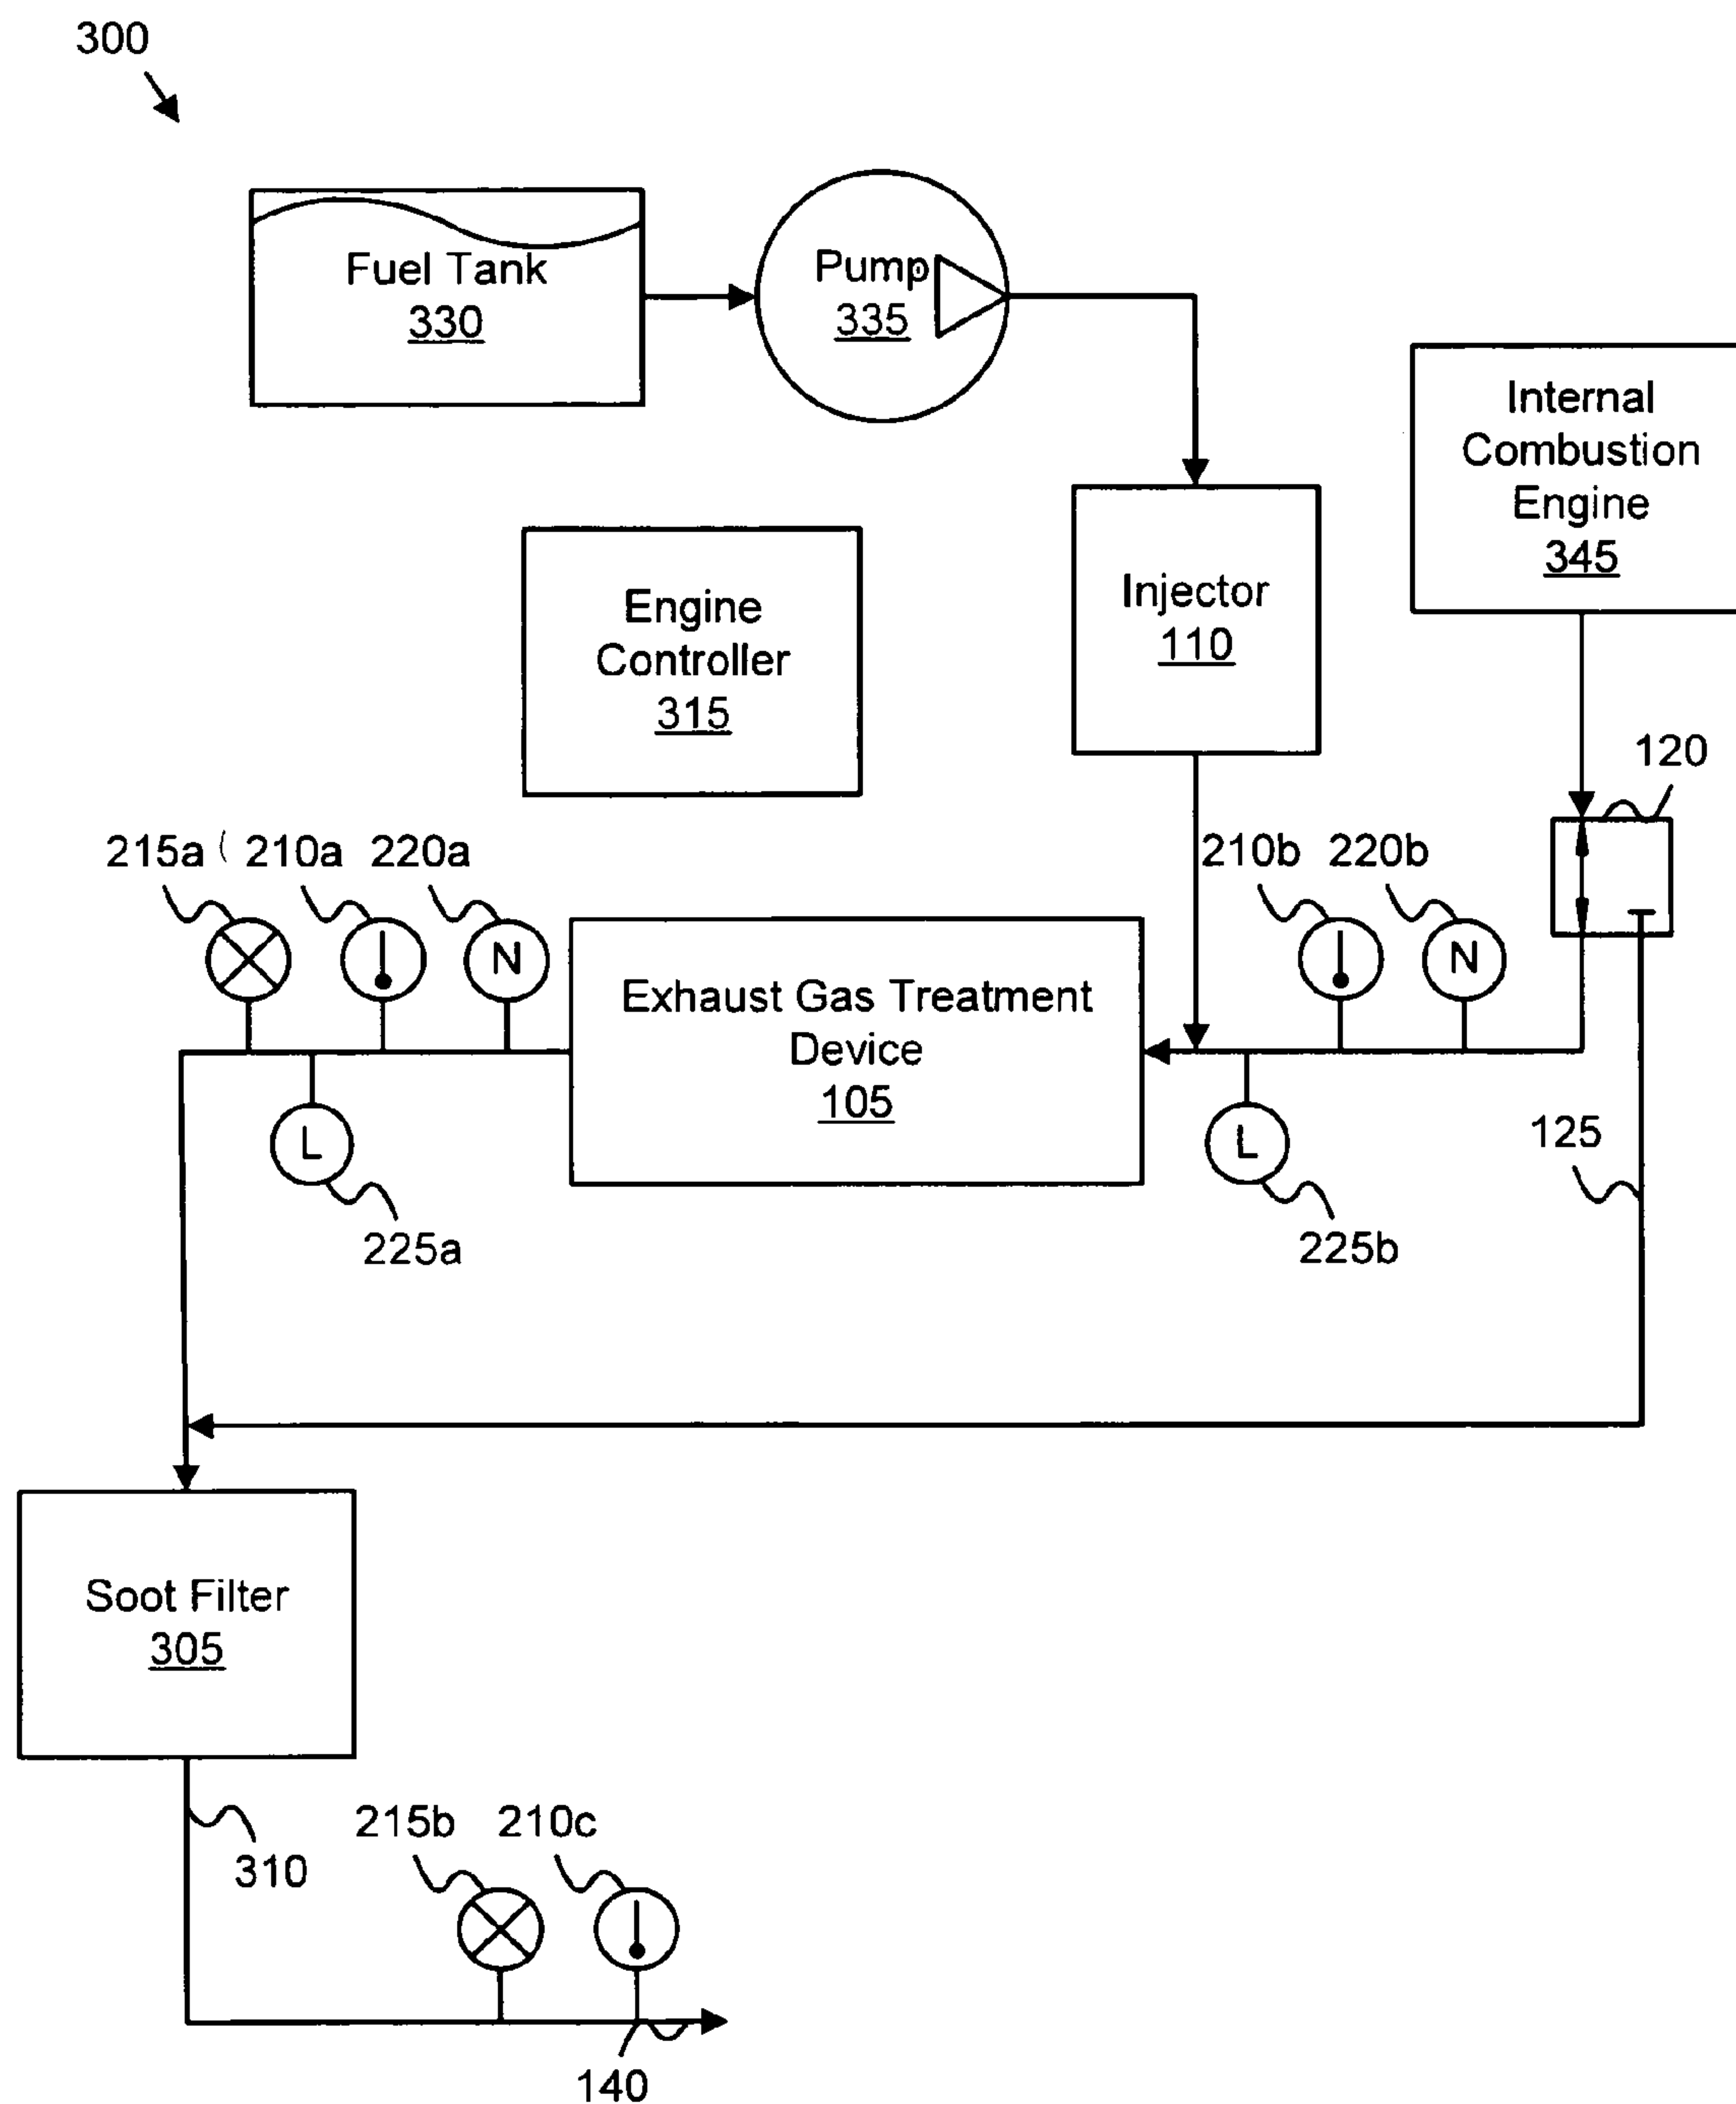 300
Fuel Tank
330
Pump
335
Internal
Combustion
Engine
345
Injector
110
Engine
Controller
315
120
215a
210a
220a
210b
220b
N
N
Exhaust Gas Treatment
Device
105
L
L
125
225a
225b
Soot Filter
305
310
215b
210c
140